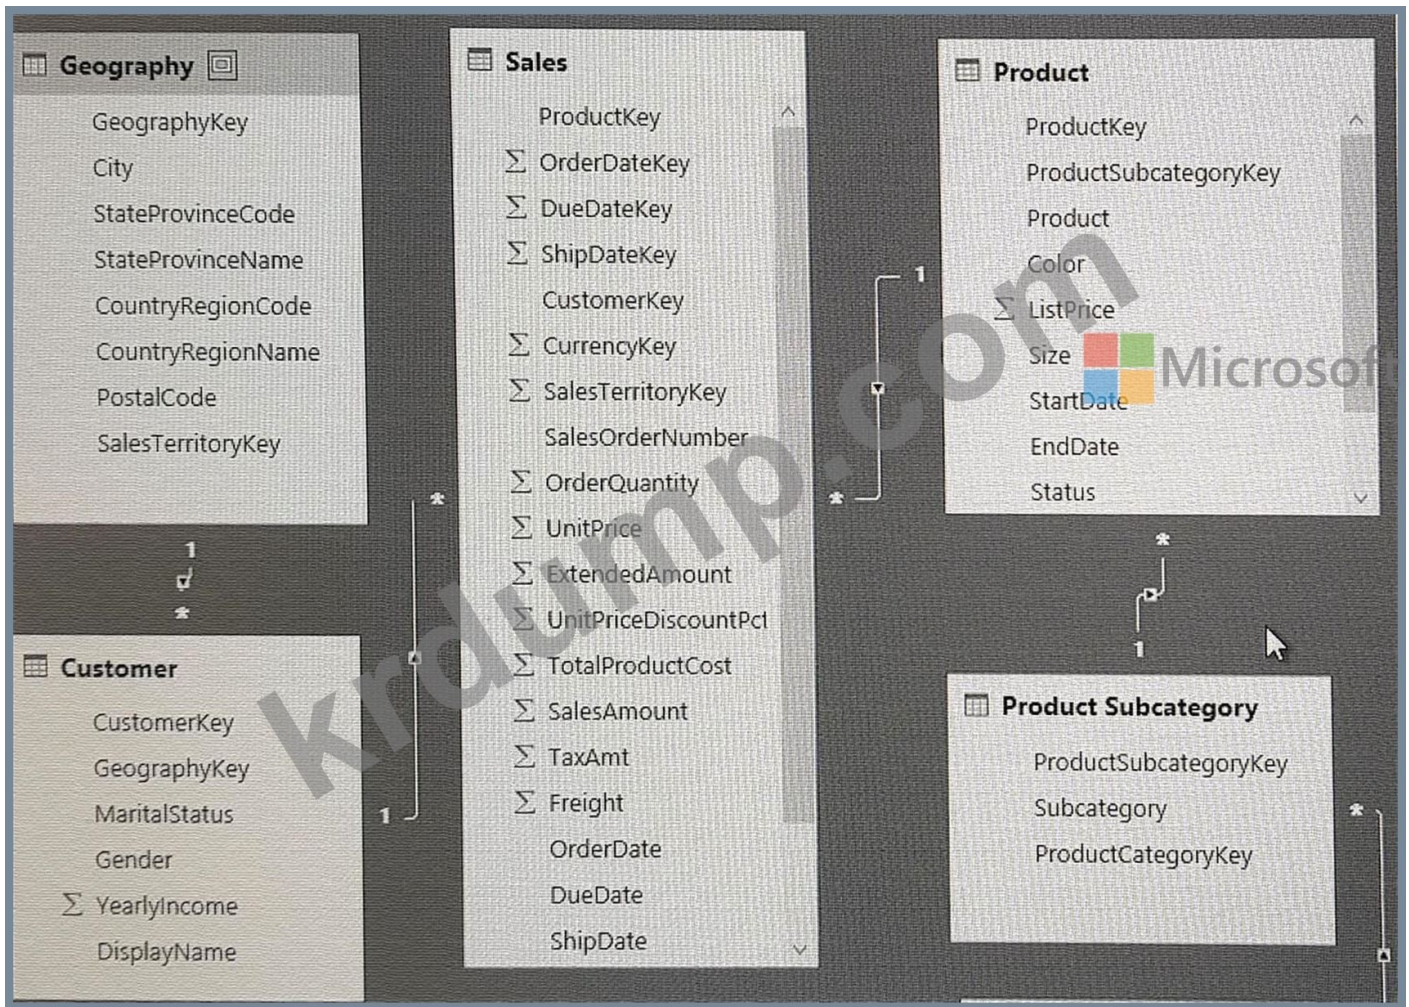 Geography
GeographyKey
City
StateProvinceCode
StateProvinceName
CountryRegionCode
CountryRegionName
PostalCode
SalesTerritoryKey
1
*
Customer
CustomerKey
GeographyKey
MaritalStatus
Gender
Σ YearlyIncome
DisplayName
*
1
Sales
ProductKey
Σ OrderDateKey
Σ DueDateKey
Σ ShipDateKey
CustomerKey
Σ CurrencyKey
Σ SalesTerritoryKey
SalesOrderNumber
Σ OrderQuantity
Σ UnitPrice
Σ ExtendedAmount
Σ UnitPriceDiscountPct
Σ TotalProductCost
Σ SalesAmount
Σ TaxAmt
Σ Freight
OrderDate
DueDate
ShipDate
1
*
Product
ProductKey
ProductSubcategoryKey
Product
Color
Σ ListPrice
Size
StartDate
EndDate
Status
*
1
Product Subcategory
ProductSubcategoryKey
Subcategory
ProductCategoryKey
*
Microsoft
krdump.com